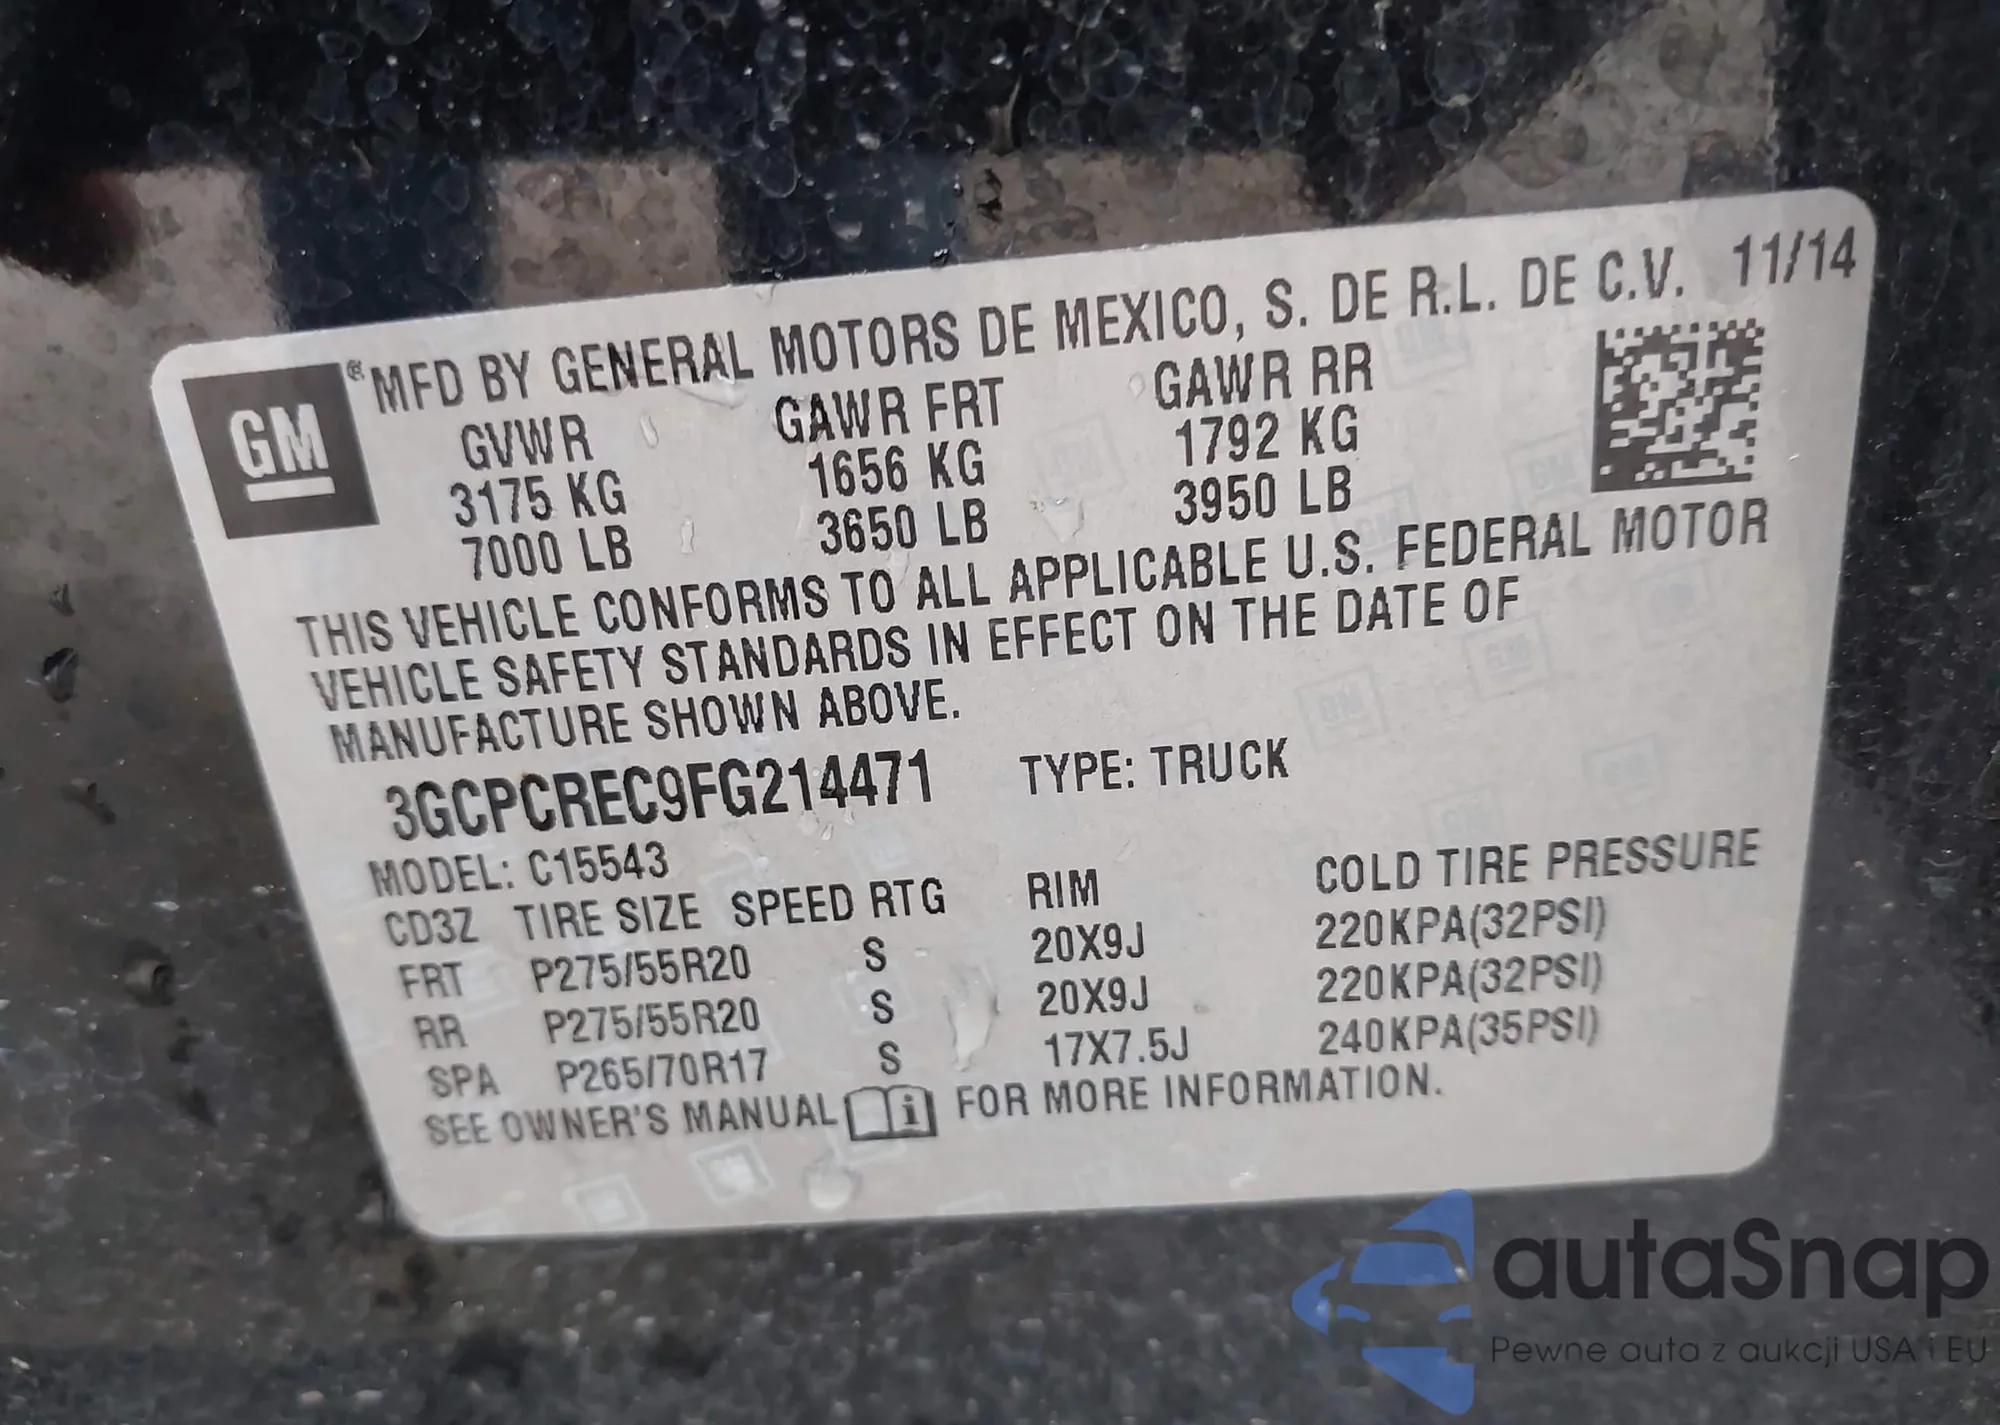 GM ® MFD BY GENERAL MOTORS DE MEXICO, S. DE R.L. DE C.V. 11/14
GVWR GAWR FRT GAWR RR
3175 KG 1656 KG 1792 KG
7000 LB 3650 LB 3950 LB
THIS VEHICLE CONFORMS TO ALL APPLICABLE U.S. FEDERAL MOTOR
VEHICLE SAFETY STANDARDS IN EFFECT ON THE DATE OF
MANUFACTURE SHOWN ABOVE.
3GCPCREC9FG214471 TYPE: TRUCK
MODEL: C15543
CD3Z TIRE SIZE SPEED RTG RIM COLD TIRE PRESSURE
FRT P275/55R20 S 20X9J 220KPA(32PSI)
RR P275/55R20 S 20X9J 220KPA(32PSI)
SPA P265/70R17 S 17X7.5J 240KPA(35PSI)
SEE OWNER'S MANUAL i FOR MORE INFORMATION.
autaSnap
Pewne auta z aukcji USA i EU